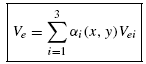 V_e = \sum_{i=1}^{3} \alpha_i(x, y) V_{ei}